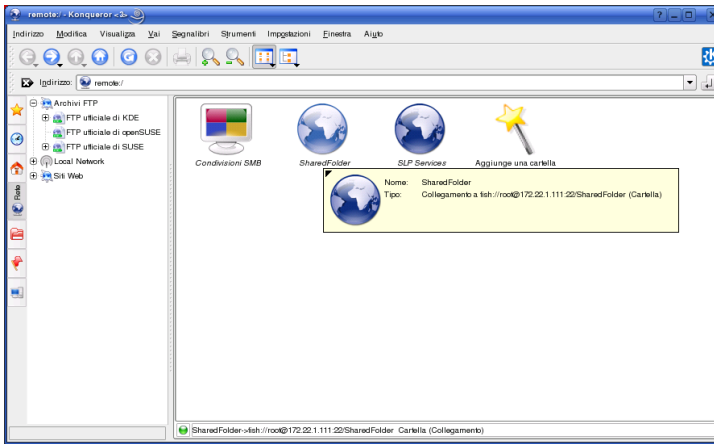 remote:/ - Konqueror <2>
Indirizzo Modifica Visualizza Vai Segnalibri Strumenti Impostazioni Finestra Aiuto
Indirizzo: remote:/
Archivi FTP
FTP ufficiale di KDE
FTP ufficiale di openSUSE
FTP ufficiale di SUSE
Local Network
Siti Web
Rete
Condivisioni SMB SharedFolder SLP Services Aggiunge una cartella
Nome: SharedFolder
Tipo: Collegamento a fish://root@172.22.1.111:22/SharedFolder (Cartella)
SharedFolder->fish://root@172.22.1.111:22/SharedFolder Cartella (Collegamento)